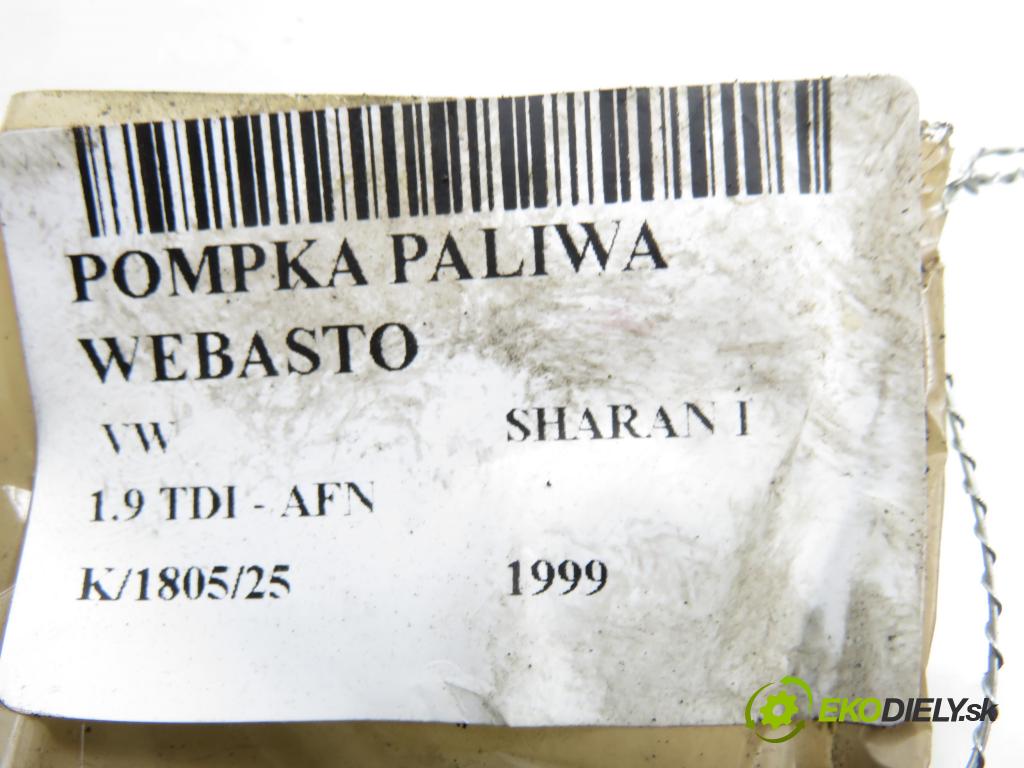 POMPKA PALIWA
WEBASTO
VW SHARAN I
1.9 TDI - AFN
K/1805/25 1999
EKODIELY.sk